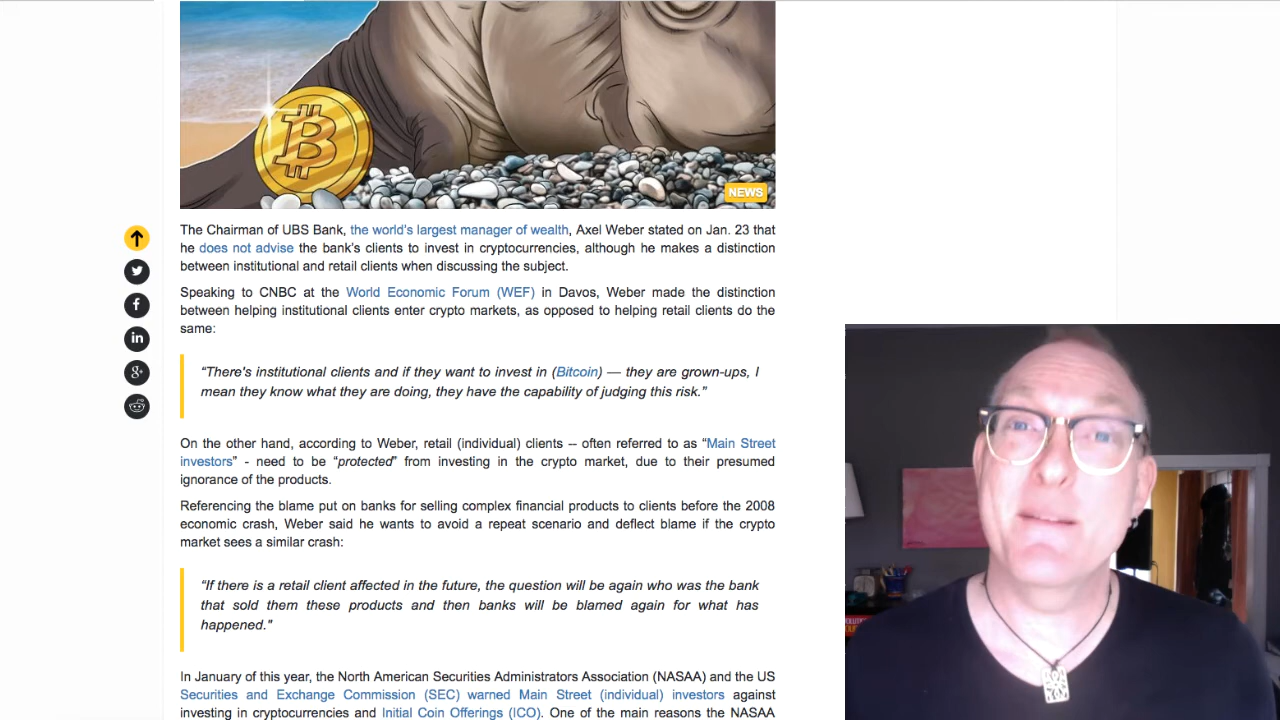 NEWS
The Chairman of UBS Bank, the world's largest manager of wealth, Axel Weber stated on Jan. 23 that
he does not advise the bank's clients to invest in cryptocurrencies, although he makes a distinction
between institutional and retail clients when discussing the subject.
Speaking to CNBC at the World Economic Forum (WEF) in Davos, Weber made the distinction
between helping institutional clients enter crypto markets, as opposed to helping retail clients do the
same:
“There's institutional clients and if they want to invest in (Bitcoin) — they are grown-ups, I
mean they know what they are doing, they have the capability of judging this risk.”
On the other hand, according to Weber, retail (individual) clients -- often referred to as “Main Street
investors” - need to be “protected” from investing in the crypto market, due to their presumed
ignorance of the products.
Referencing the blame put on banks for selling complex financial products to clients before the 2008
economic crash, Weber said he wants to avoid a repeat scenario and deflect blame if the crypto
market sees a similar crash:
“If there is a retail client affected in the future, the question will be again who was the bank
that sold them these products and then banks will be blamed again for what has
happened.”
In January of this year, the North American Securities Administrators Association (NASAA) and the US
Securities and Exchange Commission (SEC) warned Main Street (individual) investors against
investing in cryptocurrencies and Initial Coin Offerings (ICO). One of the main reasons the NASAA